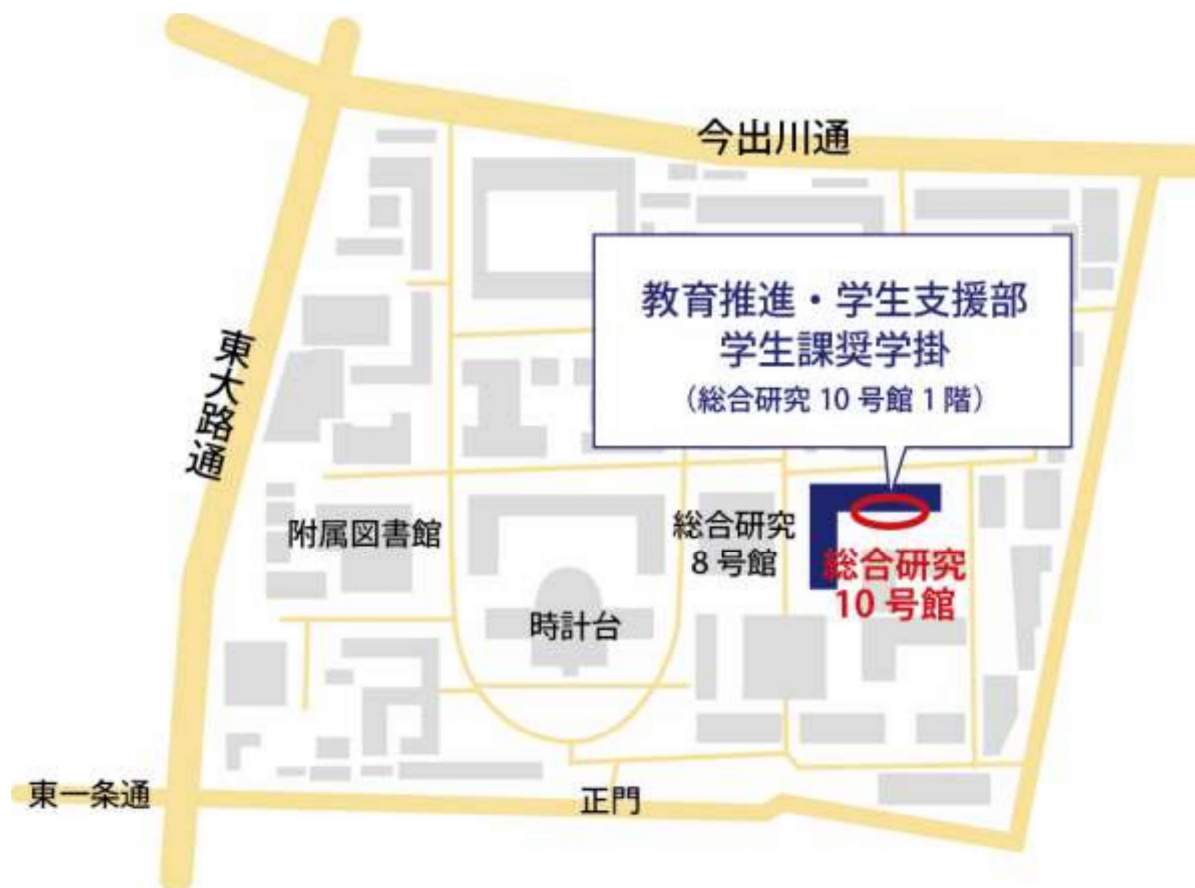 今出川通
教育推進・学生支援部
学生課奨学掛
（総合研究 10 号館 1 階）
東大路通
附属図書館
総合研究
8 号館
総合研究
10 号館
時計台
東一条通
正門